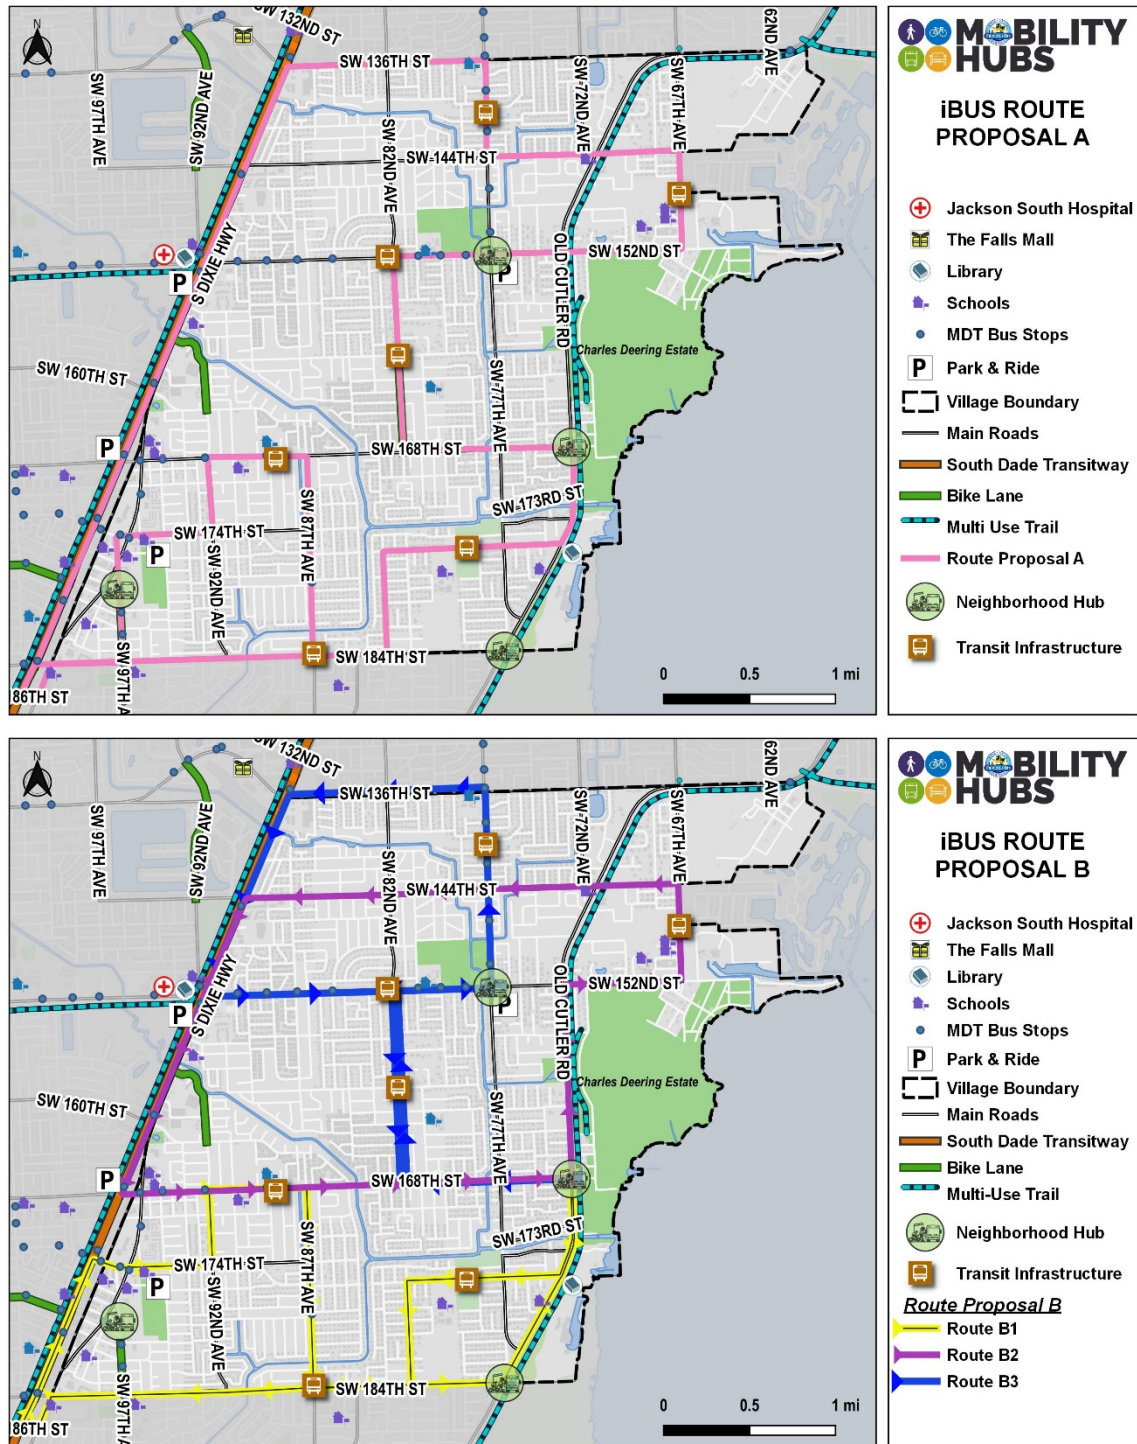 N
SW 132ND ST
62ND AVE
SW 136TH ST
SW 97TH AVE
SW 92ND AVE
SW 72ND AVE
SW 67TH AVE
SW 82ND AVE
SW 144TH ST
S DIXIE HWY
OLD CUTLER RD
SW 152ND ST
P
P
Charles Deering Estate
SW 160TH ST
SW 77TH AVE
P
SW 168TH ST
SW 87TH AVE
SW 173RD ST
SW 174TH ST
P
SW 92ND AVE
SW 184TH ST
SW 97TH A
86TH ST
0 0.5 1 mi
MOBILITY
HUBS
iBUS ROUTE
PROPOSAL A
Jackson South Hospital
The Falls Mall
Library
Schools
MDT Bus Stops
P Park & Ride
Village Boundary
Main Roads
South Dade Transitway
Bike Lane
Multi Use Trail
Route Proposal A
Neighborhood Hub
Transit Infrastructure
N
SW 132ND ST
62ND AVE
SW 136TH ST
SW 97TH AVE
SW 92ND AVE
SW 72ND AVE
SW 67TH AVE
SW 82ND AVE
SW 144TH ST
S DIXIE HWY
OLD CUTLER RD
SW 152ND ST
P
P
Charles Deering Estate
SW 160TH ST
SW 77TH AVE
P
SW 168TH ST
SW 87TH AVE
SW 173RD ST
SW 174TH ST
P
SW 92ND AVE
SW 184TH ST
SW 97TH A
86TH ST
0 0.5 1 mi
MOBILITY
HUBS
iBUS ROUTE
PROPOSAL B
Jackson South Hospital
The Falls Mall
Library
Schools
MDT Bus Stops
P Park & Ride
Village Boundary
Main Roads
South Dade Transitway
Bike Lane
Multi-Use Trail
Neighborhood Hub
Transit Infrastructure
Route Proposal B
Route B1
Route B2
Route B3